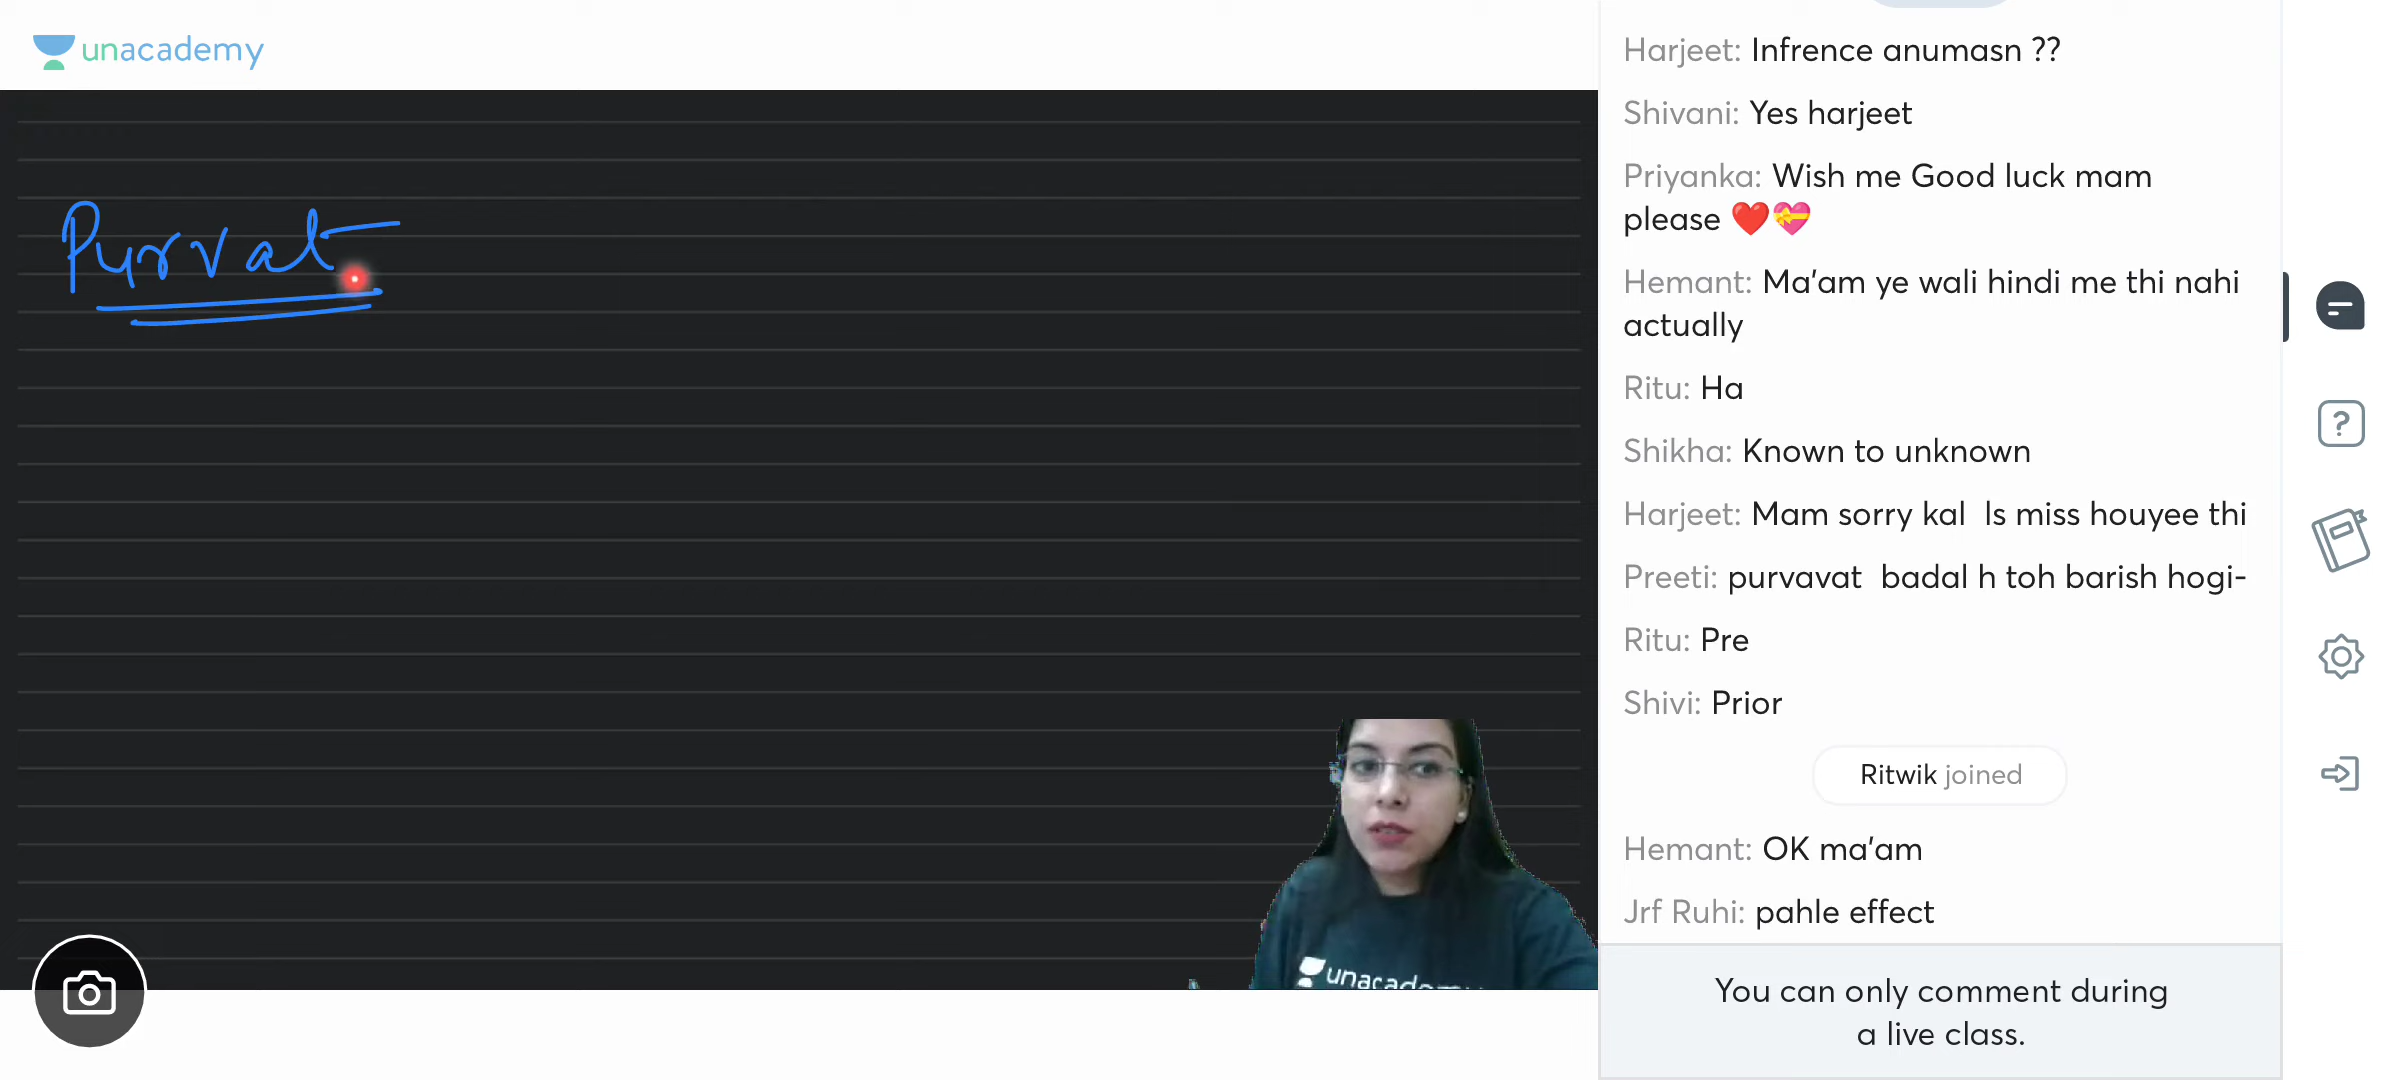 unacademy
Purvat
unacademy
Harjeet: Infrence anumasn ??
Shivani: Yes harjeet
Priyanka: Wish me Good luck mam
please ❤️💝
Hemant: Ma'am ye wali hindi me thi nahi
actually
Ritu: Ha
Shikha: Known to unknown
Harjeet: Mam sorry kal Is miss houyee thi
Preeti: purvavat badal h toh barish hogi-
Ritu: Pre
Shivi: Prior
Ritwik joined
Hemant: OK ma'am
Jrf Ruhi: pahle effect
You can only comment during
a live class.